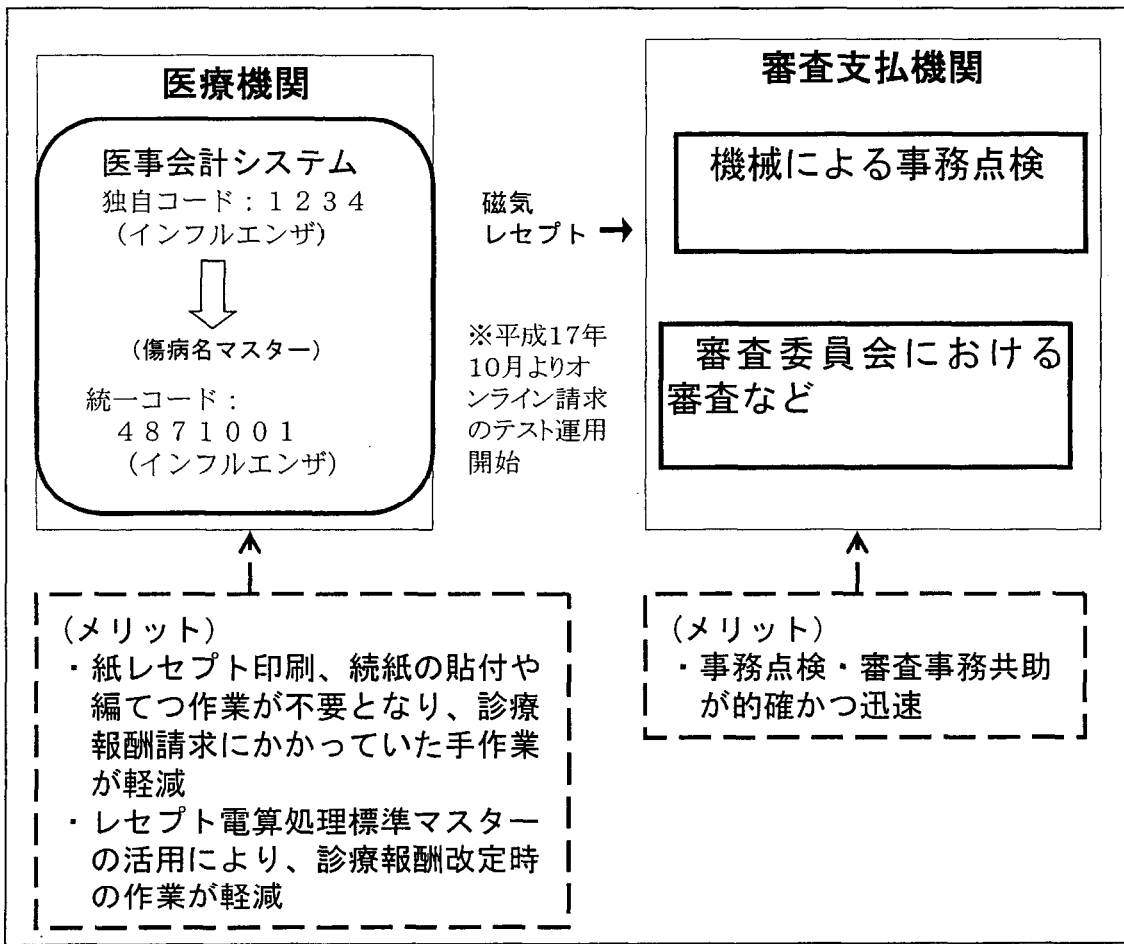 医療機関
医事会計システム
独自コード：１２３４
（インフルエンザ）
（傷病名マスター）
統一コード：
４８７１００１
（インフルエンザ）
磁気
レセプト→
※平成17年
10月よりオ
ンライン請求
のテスト運用
開始
審査支払機関
機械による事務点検
審査委員会における
審査など
（メリット）
・紙レセプト印刷、続紙の貼付や
編てつ作業が不要となり、診療
報酬請求にかかっていた手作業
が軽減
・レセプト電算処理標準マスター
の活用により、診療報酬改定時
の作業が軽減
（メリット）
・事務点検・審査事務共助
が的確かつ迅速